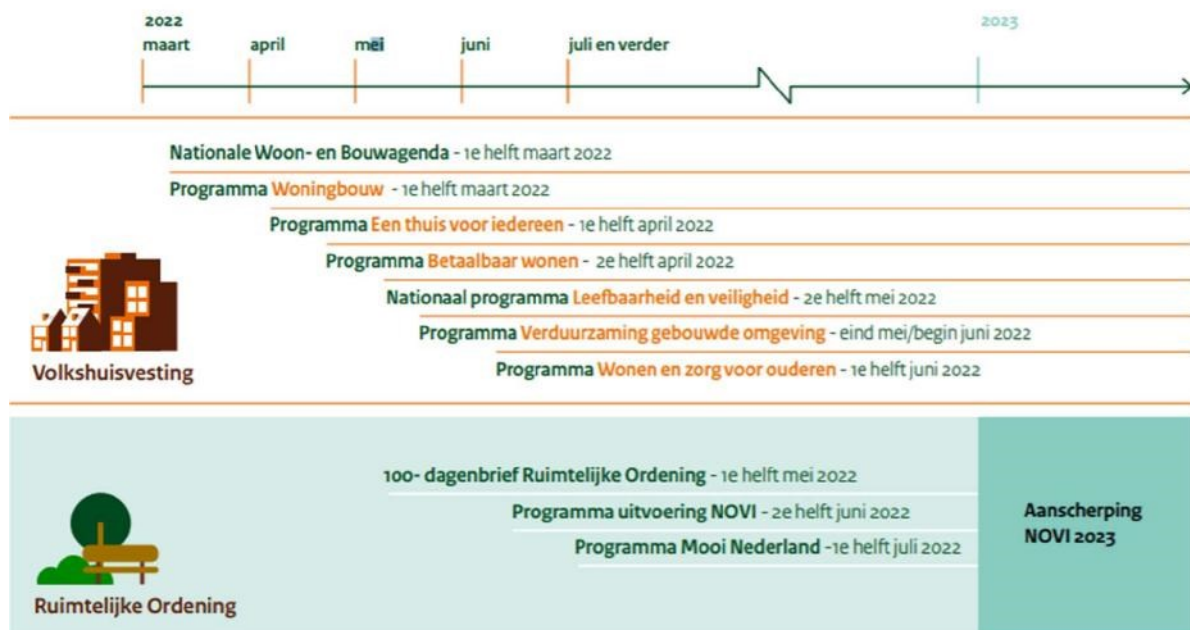 2022
2023
maart april mei juni juli en verder
Nationale Woon- en Bouwagenda - 1e helft maart 2022
Programma Woningbouw - 1e helft maart 2022
Programma Een thuis voor iedereen - 1e helft april 2022
Programma Betaalbaar wonen - 2e helft april 2022
Nationaal programma Leefbaarheid en veiligheid - 2e helft mei 2022
Programma Verduurzaming gebouwde omgeving - eind mei/begin juni 2022
Programma Wonen en zorg voor ouderen - 1e helft juni 2022
Volkshuisvesting
100- dagenbrief Ruimtelijke Ordening - 1e helft mei 2022
Programma uitvoering NOVI - 2e helft juni 2022
Programma Mooi Nederland -1e helft juli 2022
Ruimtelijke Ordening
Aanscherping
NOVI 2023